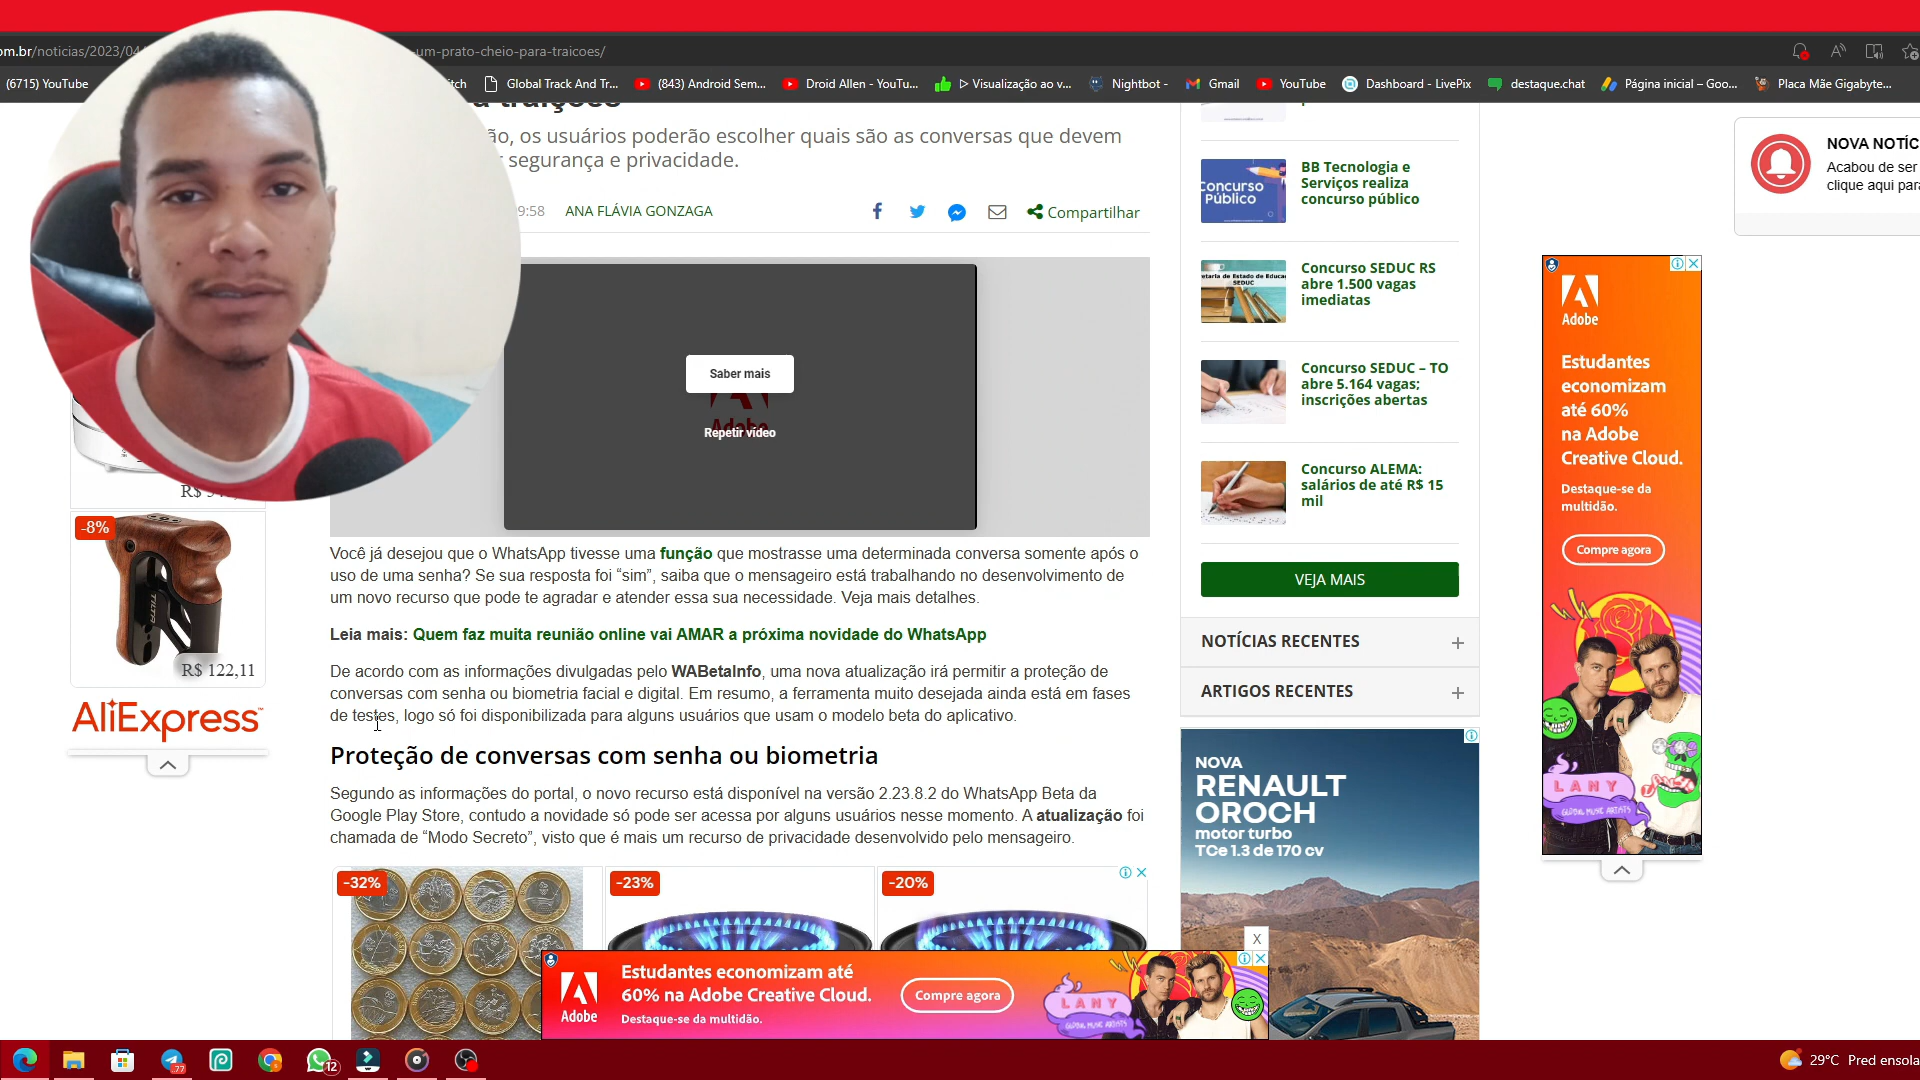 om.br/noticias/2023/04
um-prato-cheio-para-traicoes/
(6715) YouTube
Global Track And Tr...
(843) Android Sem...
Droid Allen - YouTu...
Visualização ao v...
Nightbot -
Gmail
YouTube
Dashboard - LivePix
destaque.chat
Página inicial – Goo...
Placa Mãe Gigabyte...
a traições
os usuários poderão escolher quais são as conversas que devem
segurança e privacidade.
9:58
ANA FLÁVIA GONZAGA
Compartilhar
Saber mais
Adobe
Repetir vídeo
-8%
TILTA
R$ 122,11
AliExpress
Você já desejou que o WhatsApp tivesse uma função que mostrasse uma determinada conversa somente após o
uso de uma senha? Se sua resposta foi “sim”, saiba que o mensageiro está trabalhando no desenvolvimento de
um novo recurso que pode te agradar e atender essa sua necessidade. Veja mais detalhes.
Leia mais: Quem faz muita reunião online vai AMAR a próxima novidade do WhatsApp
De acordo com as informações divulgadas pelo WABetaInfo, uma nova atualização irá permitir a proteção de
conversas com senha ou biometria facial e digital. Em resumo, a ferramenta muito desejada ainda está em fases
de testes, logo só foi disponibilizada para alguns usuários que usam o modelo beta do aplicativo.
Proteção de conversas com senha ou biometria
Segundo as informações do portal, o novo recurso está disponível na versão 2.23.8.2 do WhatsApp Beta da
Google Play Store, contudo a novidade só pode ser acessa por alguns usuários nesse momento. A atualização foi
chamada de “Modo Secreto”, visto que é mais um recurso de privacidade desenvolvido pelo mensageiro.
-32%
-23%
-20%
Concurso
Público
BB Tecnologia e
Serviços realiza
concurso público
SEDUC
Concurso SEDUC RS
abre 1.500 vagas
imediatas
Concurso SEDUC – TO
abre 5.164 vagas;
inscrições abertas
Concurso ALEMA:
salários de até R$ 15
mil
VEJA MAIS
NOTÍCIAS RECENTES
ARTIGOS RECENTES
NOVA
RENAULT
OROCH
motor turbo
TCe 1.3 de 170 cv
NOVA NOTÍC
Acabou de ser
clique aqui para
Adobe
Estudantes
economizam
até 60%
na Adobe
Creative Cloud.
Destaque-se da
multidão.
Compre agora
LANY
GLOBAL MUSIC ARTISTS
X
Adobe
Estudantes economizam até
60% na Adobe Creative Cloud.
Destaque-se da multidão.
Compre agora
LANY
GLOBAL MUSIC ARTISTS
77
12
29°C Pred ensola